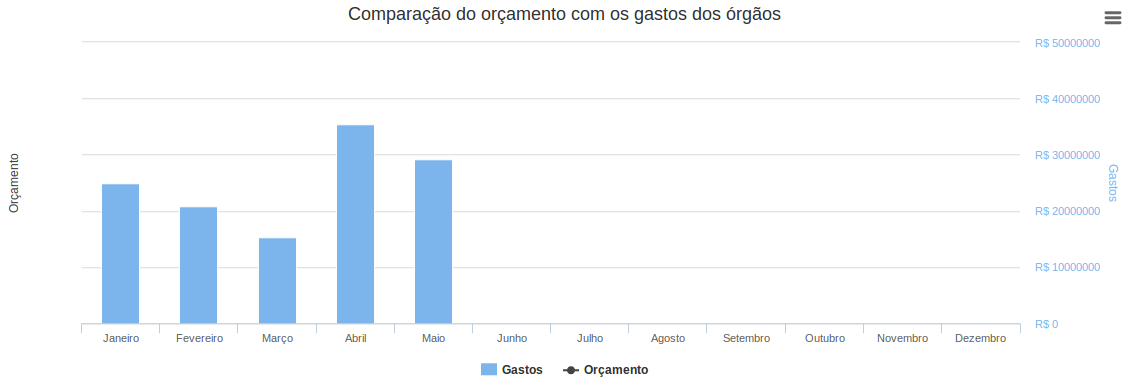 Comparação do orçamento com os gastos dos órgãos
Orçamento
R$ 50000000
R$ 40000000
R$ 30000000
R$ 20000000
R$ 10000000
R$ 0
Gastos
Janeiro
Fevereiro
Março
Abril
Maio
Junho
Julho
Agosto
Setembro
Outubro
Novembro
Dezembro
Gastos
Orçamento